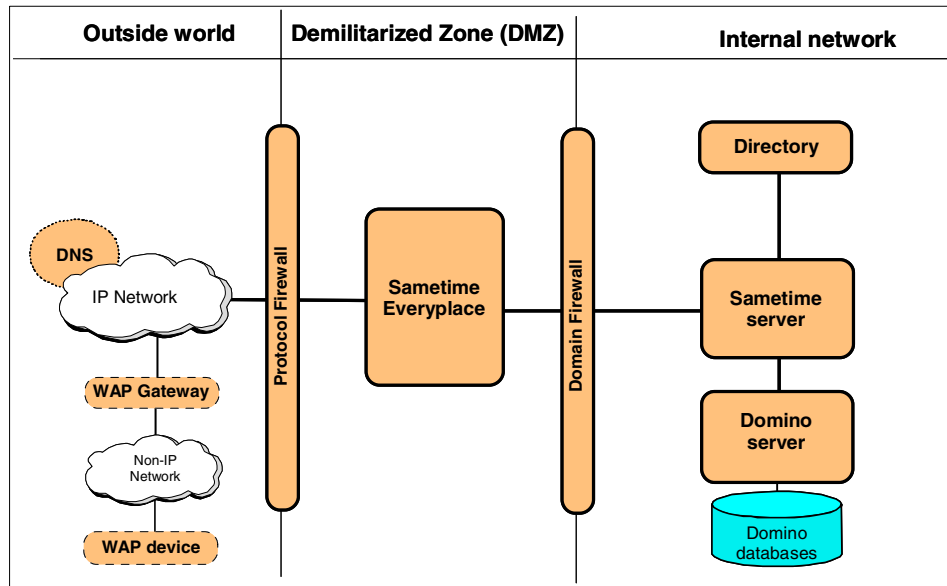 Outside world
Demilitarized Zone (DMZ)
Internal network
DNS
IP Network
WAP Gateway
Non-IP
Network
WAP device
Protocol Firewall
Sametime
Everyplace
Domain Firewall
Directory
Sametime
server
Domino
server
Domino
databases